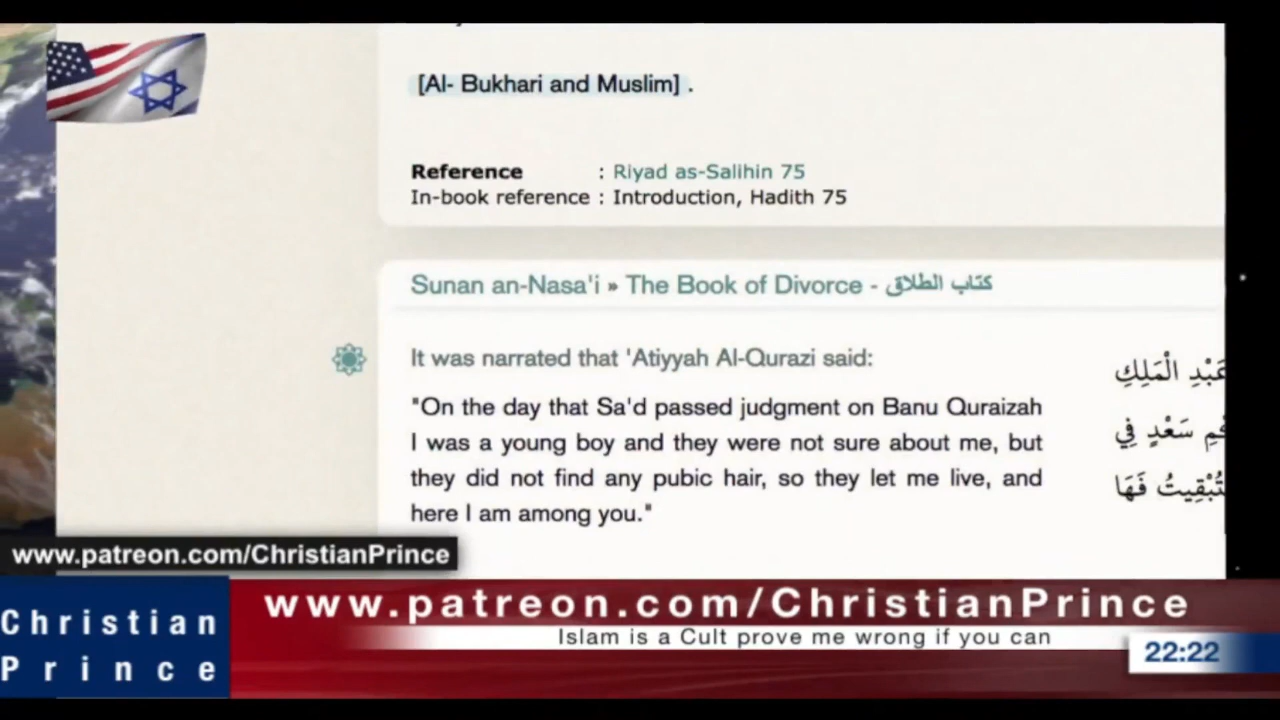 [Al- Bukhari and Muslim] .
Reference : Riyad as-Salihin 75
In-book reference : Introduction, Hadith 75
Sunan an-Nasa'i » The Book of Divorce - كتاب الطلاق
It was narrated that 'Atiyyah Al-Qurazi said:
"On the day that Sa'd passed judgment on Banu Quraizah
I was a young boy and they were not sure about me, but
they did not find any pubic hair, so they let me live, and
here I am among you."
عَبْدِ الْمَلِكِ
سَعْدٍ فِي
www.patreon.com/ChristianPrince
Christian
Prince
www.patreon.com/ChristianPrince
Islam is a Cult prove me wrong if you can
22:22